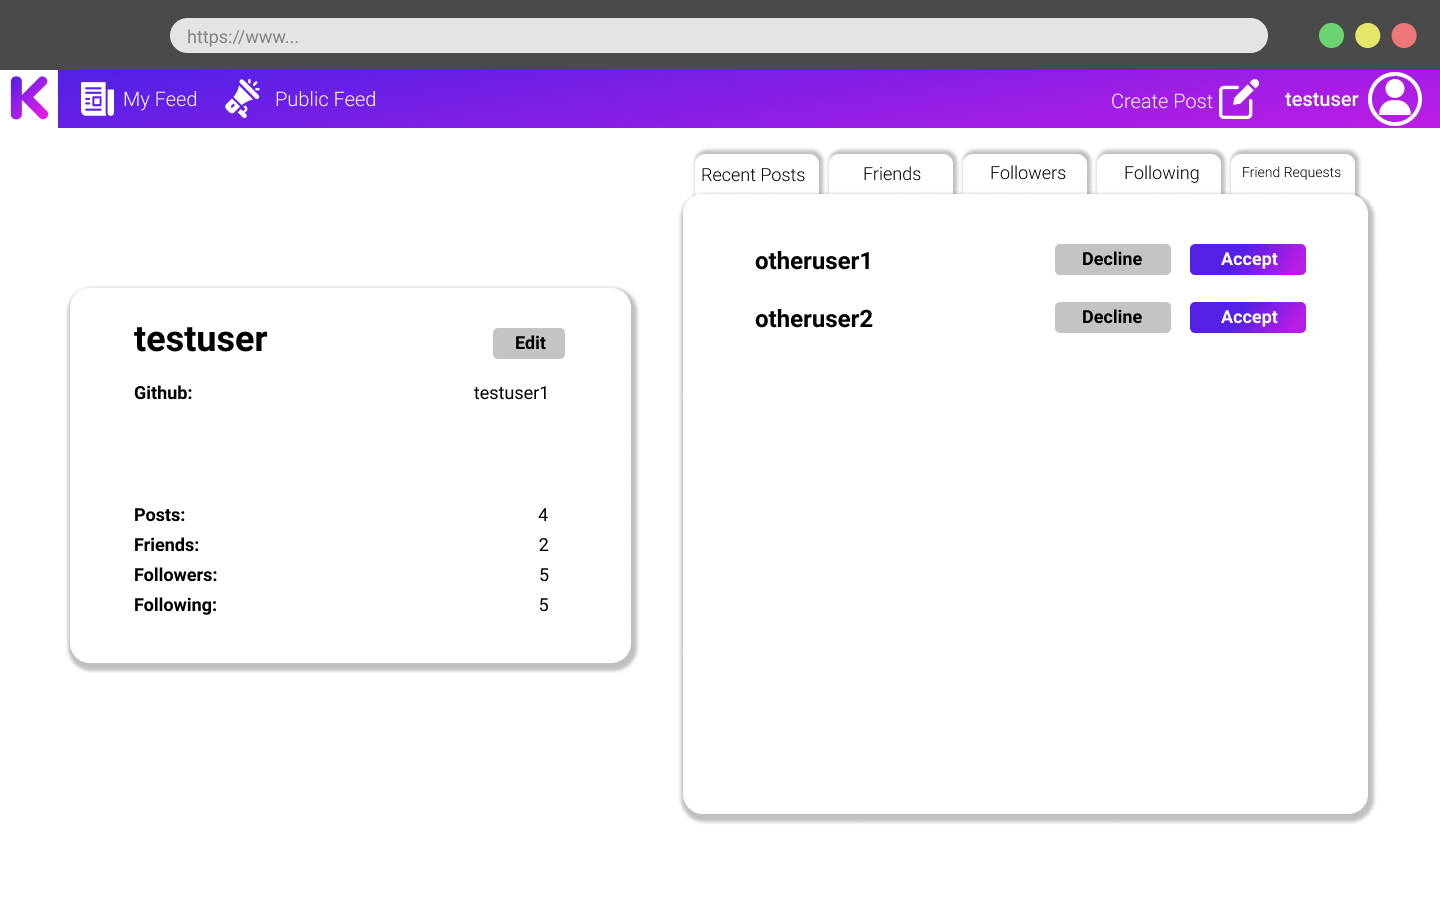 https://www...
K
My Feed
Public Feed
Create Post
testuser
Recent Posts
Friends
Followers
Following
Friend Requests
otheruser1
Decline
Accept
otheruser2
Decline
Accept
testuser
Edit
Github:
testuser1
Posts:
4
Friends:
2
Followers:
5
Following:
5